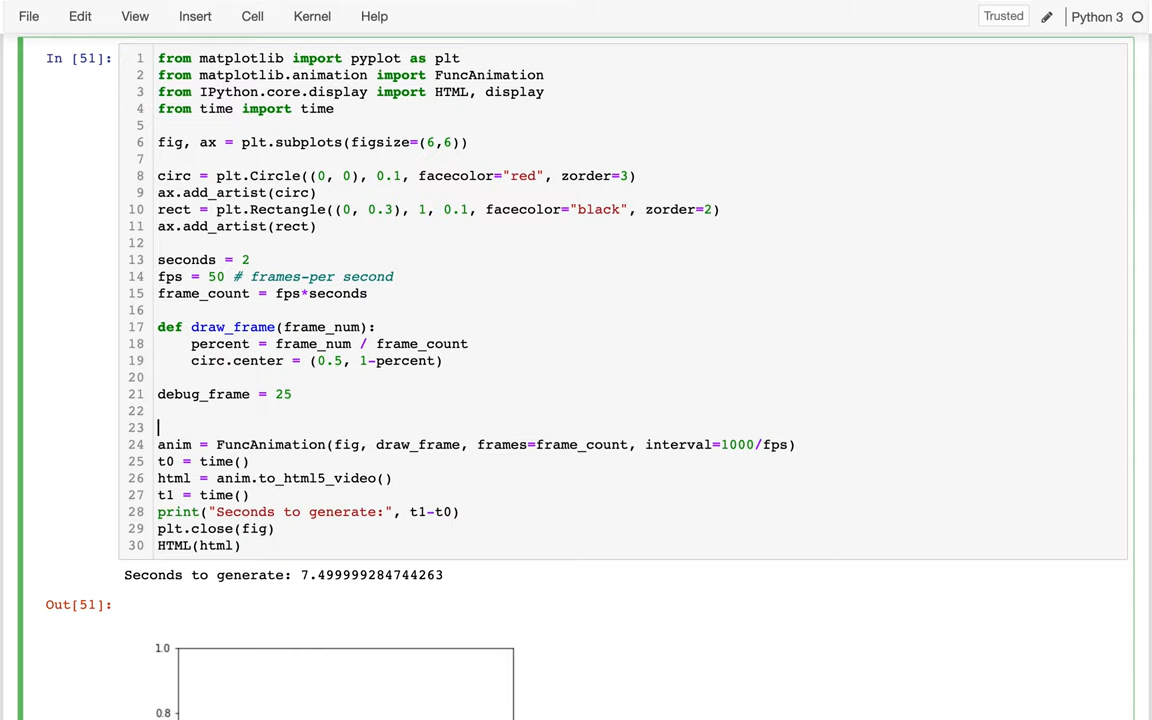 File Edit View Insert Cell Kernel Help Trusted Python 3
In [51]:
1 from matplotlib import pyplot as plt
2 from matplotlib.animation import FuncAnimation
3 from IPython.core.display import HTML, display
4 from time import time
5
6 fig, ax = plt.subplots(figsize=(6,6))
7
8 circ = plt.Circle((0, 0), 0.1, facecolor="red", zorder=3)
9 ax.add_artist(circ)
10 rect = plt.Rectangle((0, 0.3), 1, 0.1, facecolor="black", zorder=2)
11 ax.add_artist(rect)
12
13 seconds = 2
14 fps = 50 # frames-per second
15 frame_count = fps*seconds
16
17 def draw_frame(frame_num):
18     percent = frame_num / frame_count
19     circ.center = (0.5, 1-percent)
20
21 debug_frame = 25
22
23
24 anim = FuncAnimation(fig, draw_frame, frames=frame_count, interval=1000/fps)
25 t0 = time()
26 html = anim.to_html5_video()
27 t1 = time()
28 print("Seconds to generate:", t1-t0)
29 plt.close(fig)
30 HTML(html)
Seconds to generate: 7.499999284744263
Out[51]:
1.0
0.8